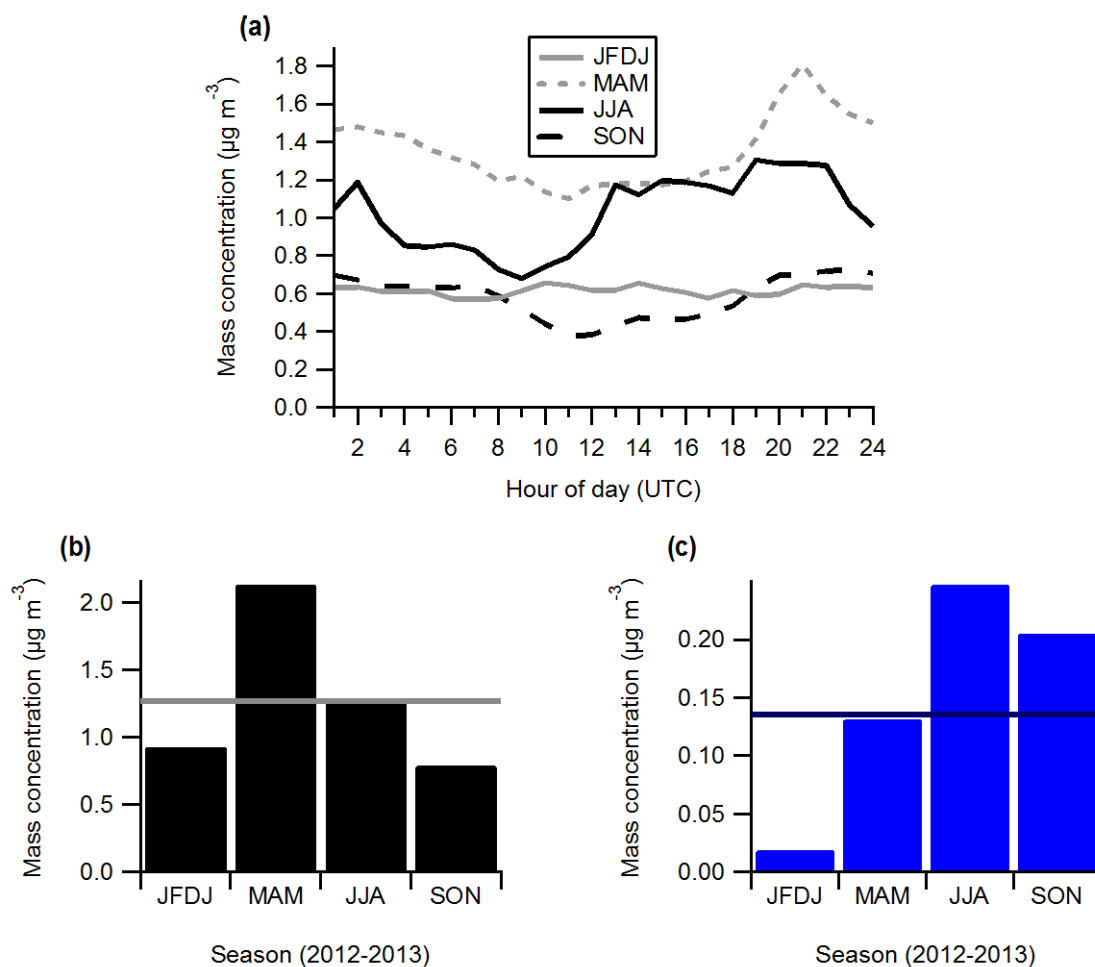 (a)
JFDJ
MAM
JJA
SON
Mass concentration (µg m⁻³)
1.8
1.6
1.4
1.2
1.0
0.8
0.6
0.4
0.2
0.0
2 4 6 8 10 12 14 16 18 20 22 24
Hour of day (UTC)
(b)
Mass concentration (µg m⁻³)
2.0
1.5
1.0
0.5
0.0
JFDJ MAM JJA SON
Season (2012-2013)
(c)
Mass concentration (µg m⁻³)
0.20
0.15
0.10
0.05
0.00
JFDJ MAM JJA SON
Season (2012-2013)